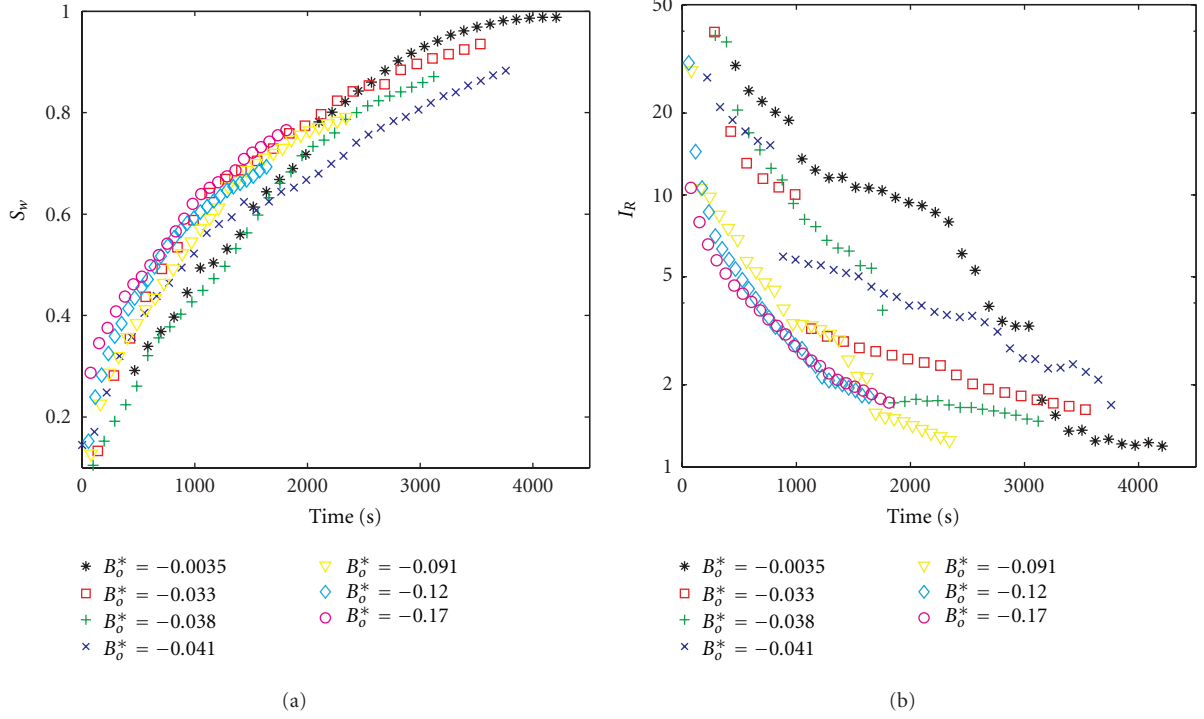 1
0.8
0.6
0.4
0.2
S_w
0 1000 2000 3000 4000
Time (s)
B_o^* = −0.0035
B_o^* = −0.033
B_o^* = −0.038
B_o^* = −0.041
B_o^* = −0.091
B_o^* = −0.12
B_o^* = −0.17
(a)
50
20
10
5
2
1
I_R
0 1000 2000 3000 4000
Time (s)
B_o^* = −0.0035
B_o^* = −0.033
B_o^* = −0.038
B_o^* = −0.041
B_o^* = −0.091
B_o^* = −0.12
B_o^* = −0.17
(b)